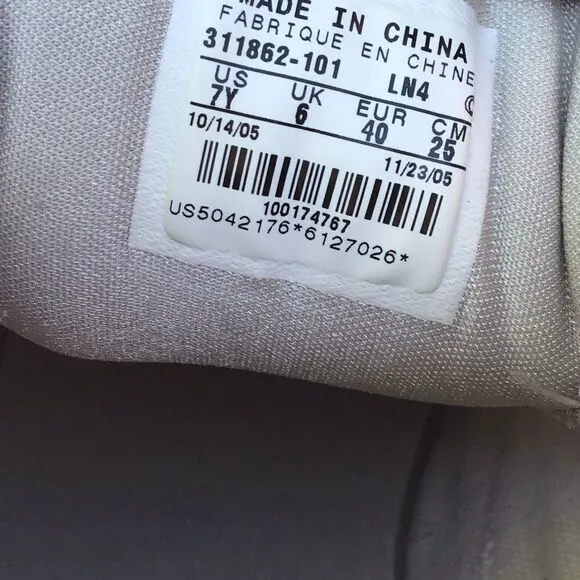 MADE IN CHINA
FABRIQUE EN CHINE
311862-101 LN4 ©
US UK EUR CM
7Y 6 40 25
10/14/05 11/23/05
100174767
US5042176*6127026*